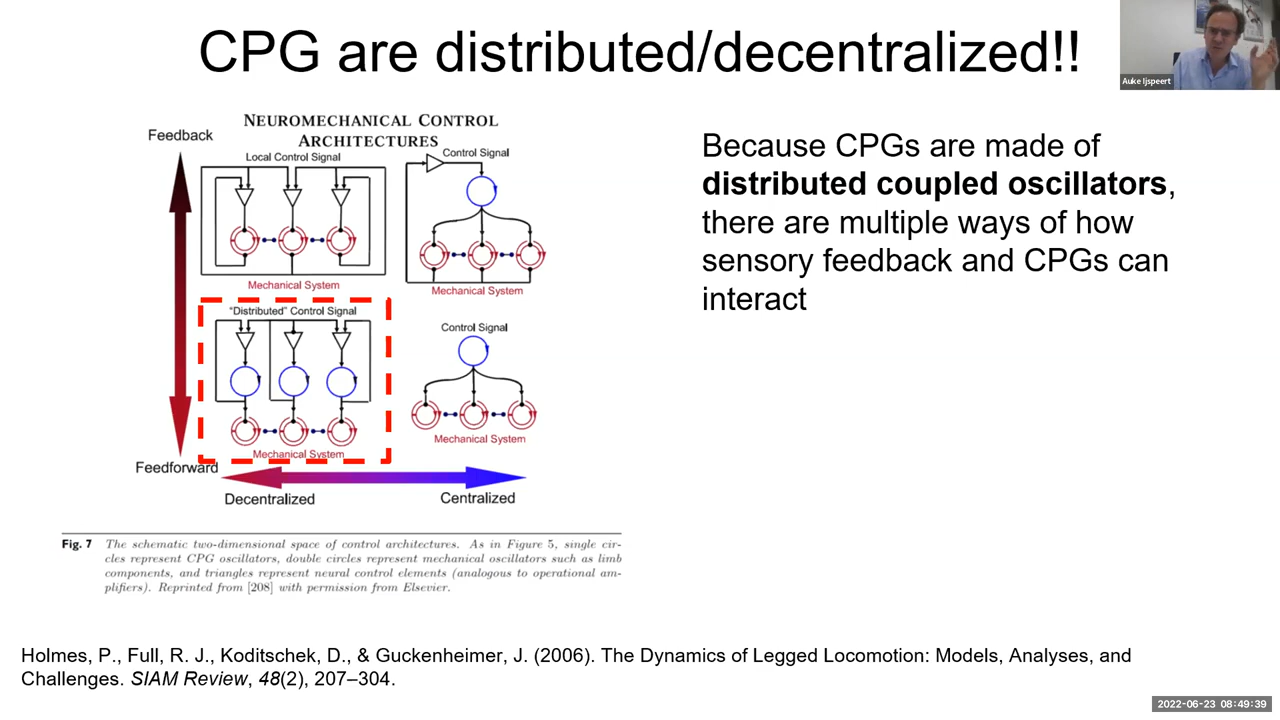 CPG are distributed/decentralized!!
Auke Ijspeert
NEUROMECHANICAL CONTROL
ARCHITECTURES
Feedback
Local Control Signal
Control Signal
Mechanical System
Mechanical System
"Distributed" Control Signal
Control Signal
Mechanical System
Mechanical System
Feedforward
Decentralized
Centralized
Fig. 7 The schematic two-dimensional space of control architectures. As in Figure 5, single cir-
cles represent CPG oscillators, double circles represent mechanical oscillators such as limb
components, and triangles represent neural control elements (analogous to operational am-
plifiers). Reprinted from [208] with permission from Elsevier.
Because CPGs are made of
distributed coupled oscillators,
there are multiple ways of how
sensory feedback and CPGs can
interact
Holmes, P., Full, R. J., Koditschek, D., & Guckenheimer, J. (2006). The Dynamics of Legged Locomotion: Models, Analyses, and
Challenges. SIAM Review, 48(2), 207–304.
2022-06-23 08:49:39